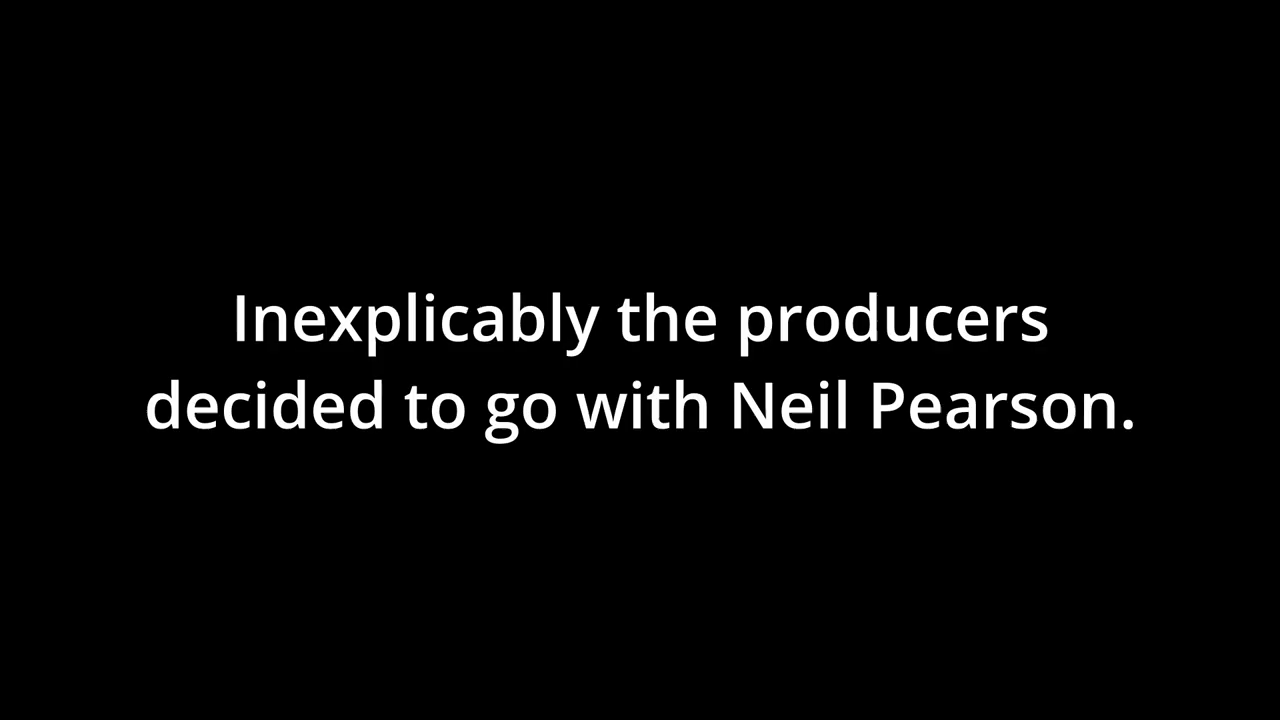 Inexplicably the producers
decided to go with Neil Pearson.